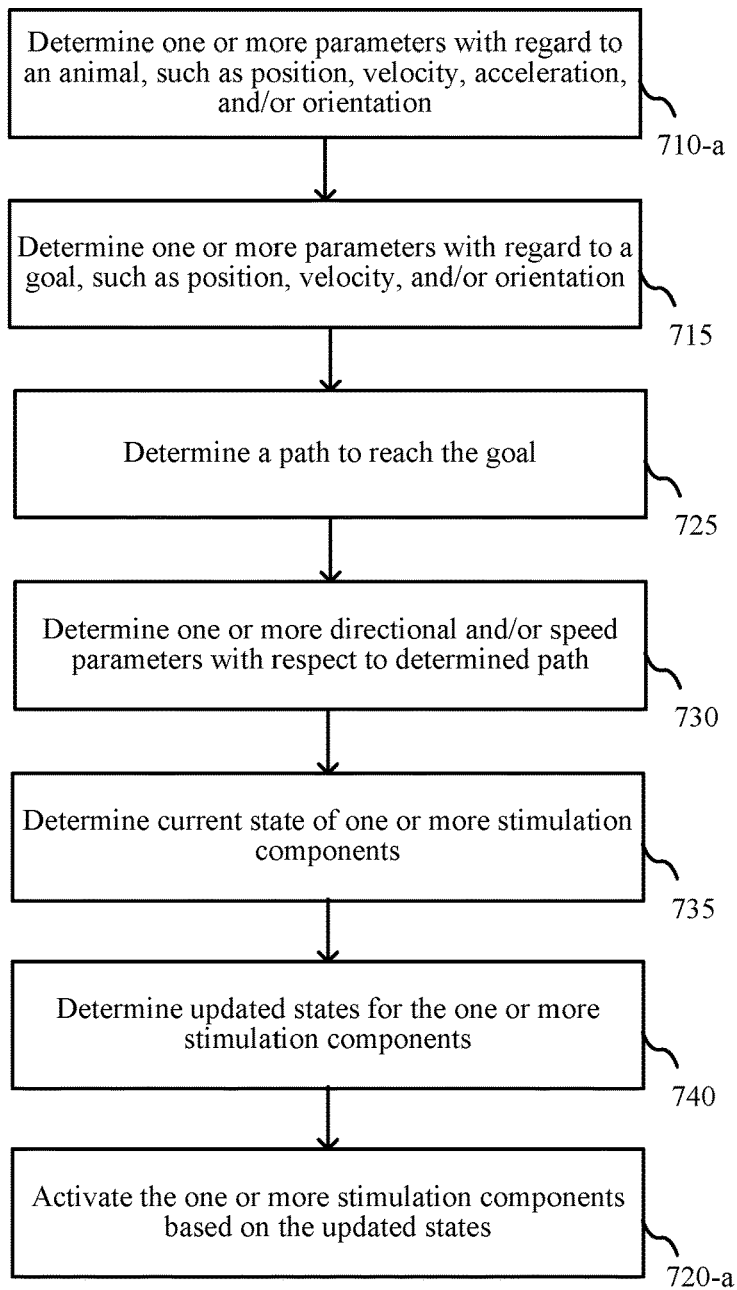 Determine one or more parameters with regard to
an animal, such as position, velocity, acceleration,
and/or orientation
710-a
Determine one or more parameters with regard to a
goal, such as position, velocity, and/or orientation
715
Determine a path to reach the goal
725
Determine one or more directional and/or speed
parameters with respect to determined path
730
Determine current state of one or more stimulation
components
735
Determine updated states for the one or more
stimulation components
740
Activate the one or more stimulation components
based on the updated states
720-a